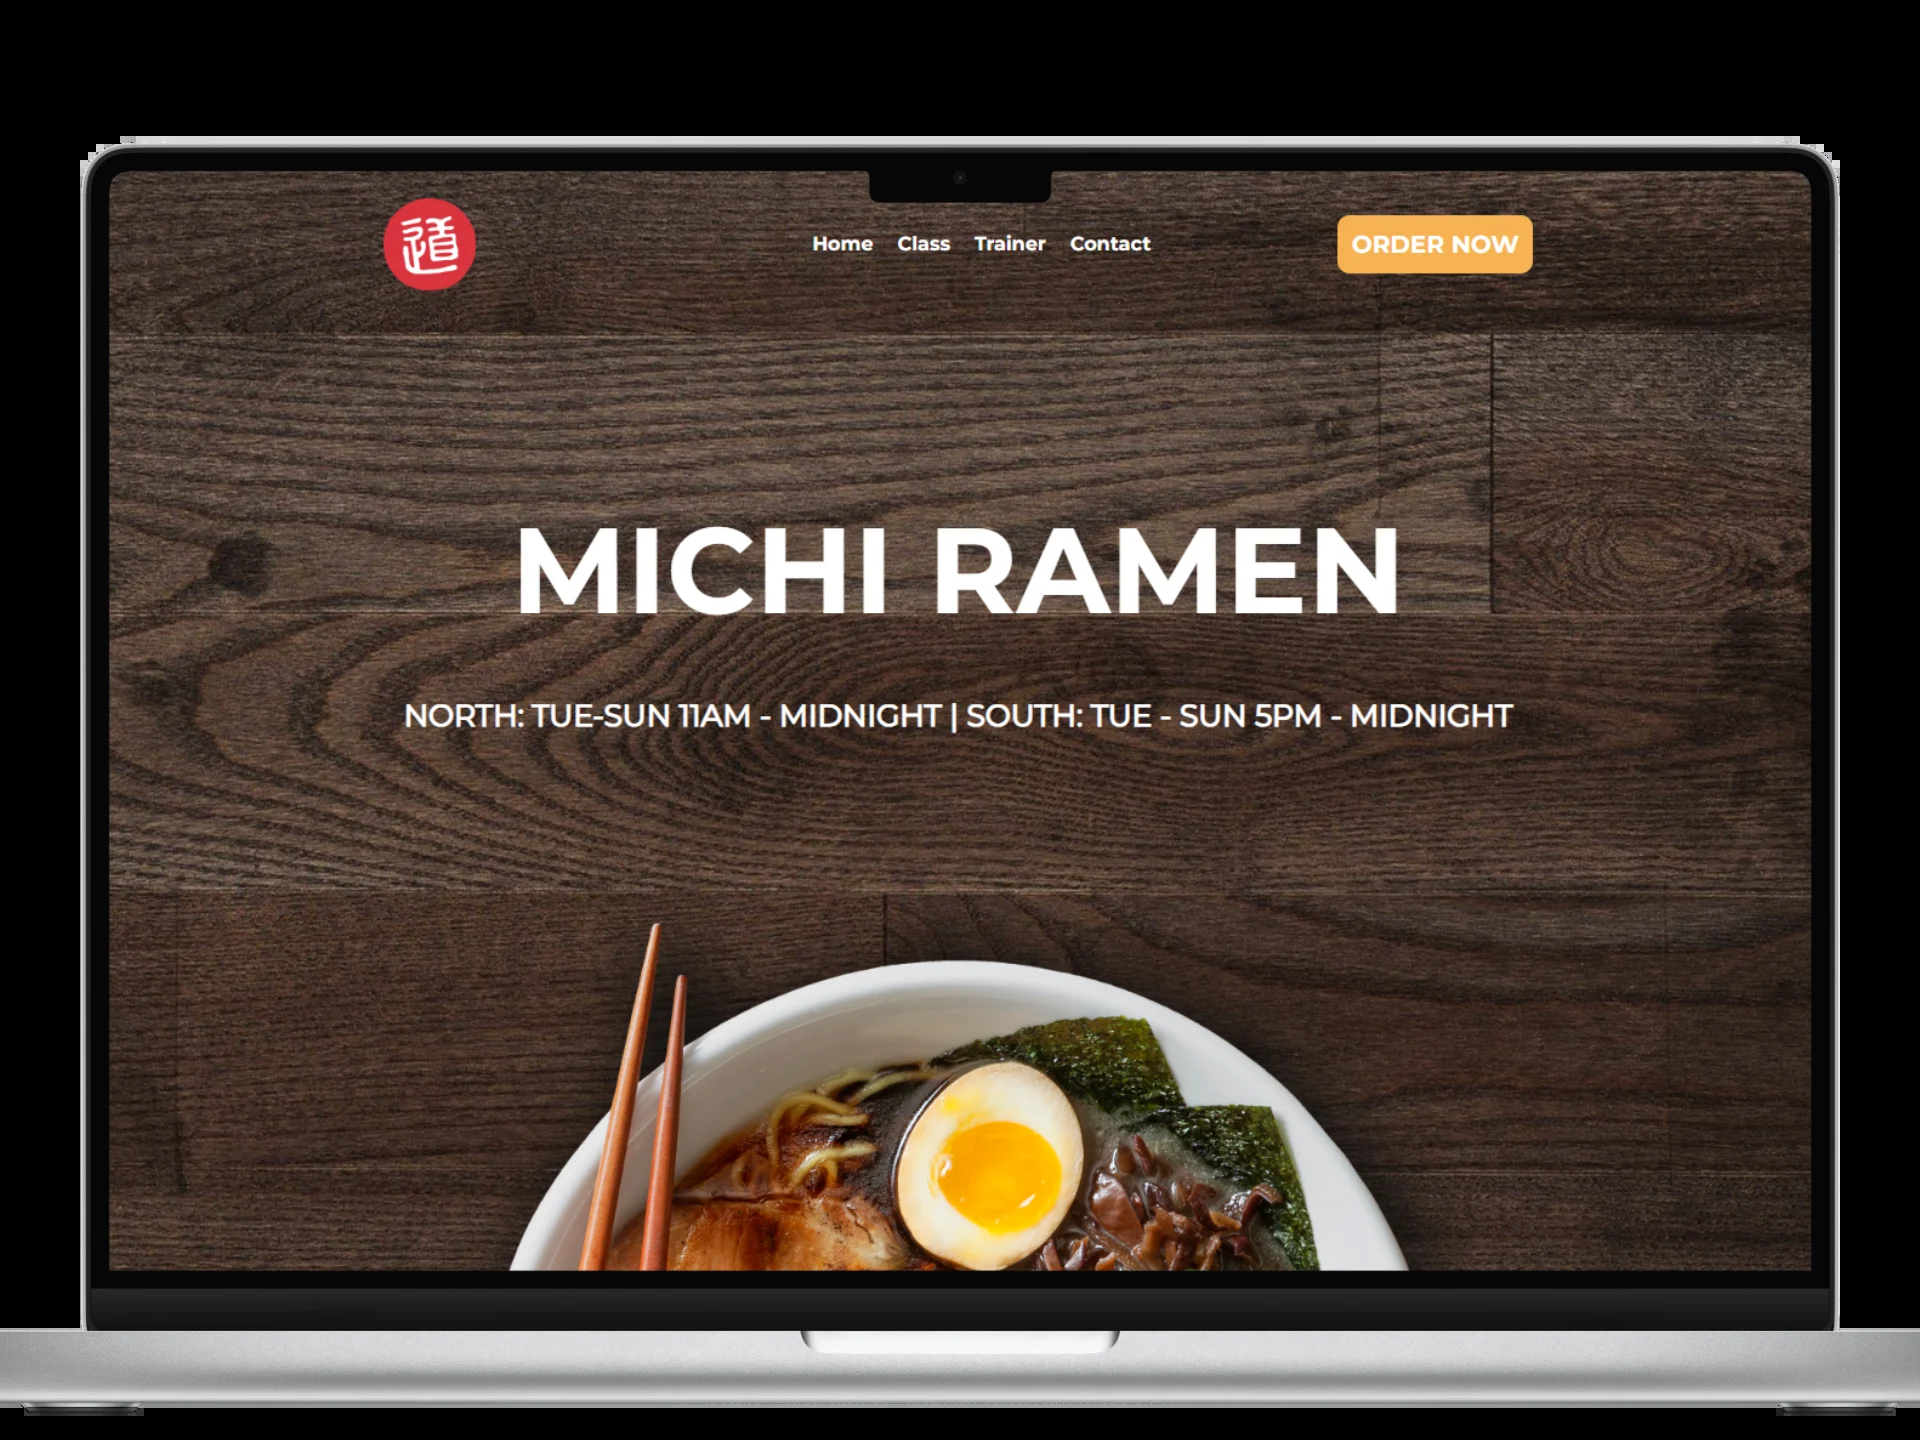 道
Home Class Trainer Contact
ORDER NOW
MICHI RAMEN
NORTH: TUE-SUN 11AM - MIDNIGHT | SOUTH: TUE - SUN 5PM - MIDNIGHT